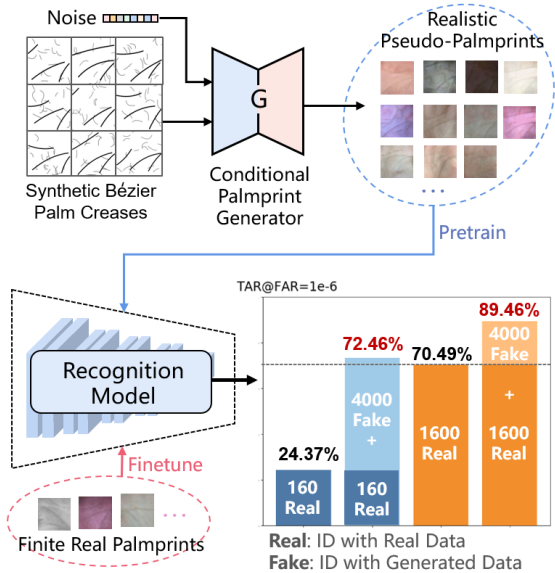 Noise
Realistic
Pseudo-Palmprints
G
Synthetic Bézier
Palm Creases
Conditional
Palmprint
Generator
...
Pretrain
TAR@FAR=1e-6
Recognition
Model
24.37%
160
Real
72.46%
4000
Fake
+
160
Real
70.49%
1600
Real
89.46%
4000
Fake
+
1600
Real
Finetune
...
Finite Real Palmprints
Real: ID with Real Data
Fake: ID with Generated Data